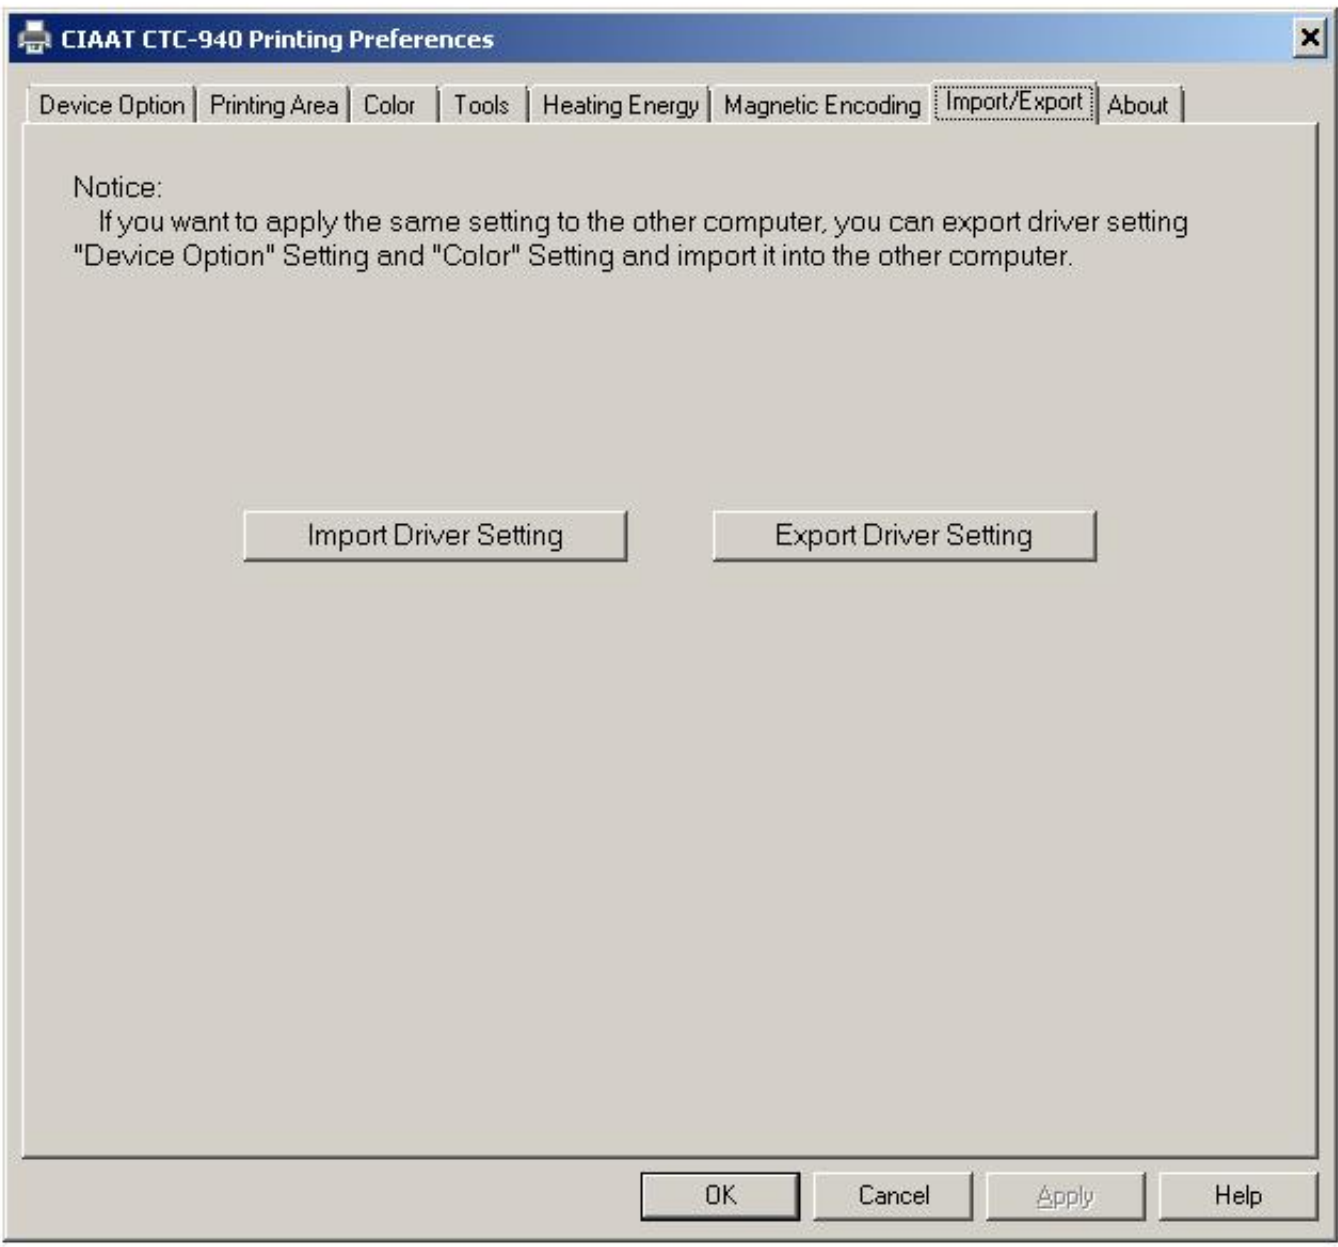 CIAAT CTC-940 Printing Preferences
Device Option Printing Area Color Tools Heating Energy Magnetic Encoding Import/Export About
Notice:
If you want to apply the same setting to the other computer, you can export driver setting
"Device Option" Setting and "Color" Setting and import it into the other computer.
Import Driver Setting Export Driver Setting
OK Cancel Apply Help